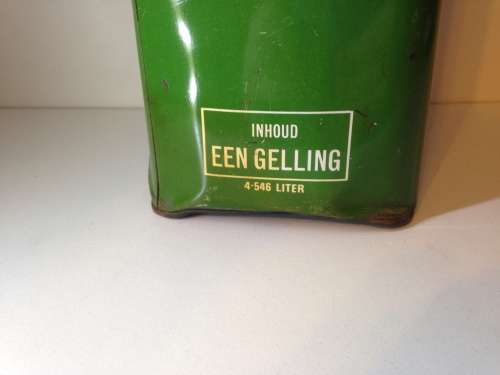 INHOUD
EEN GELLING
4·546 LITER